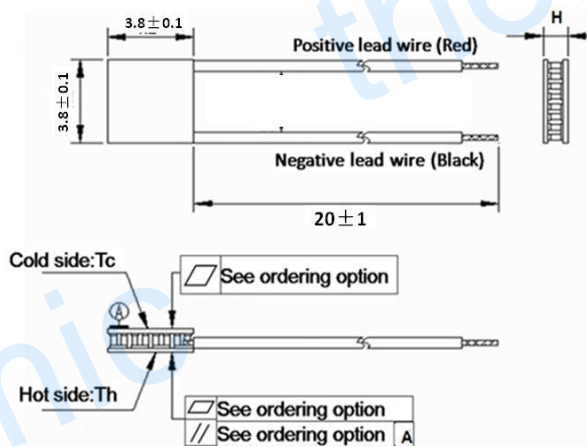 3.8±0.1
H
Positive lead wire (Red)
3.8±0.1
Negative lead wire (Black)
20±1
Cold side:Tc
See ordering option
A
Hot side:Th
See ordering option
// See ordering option A